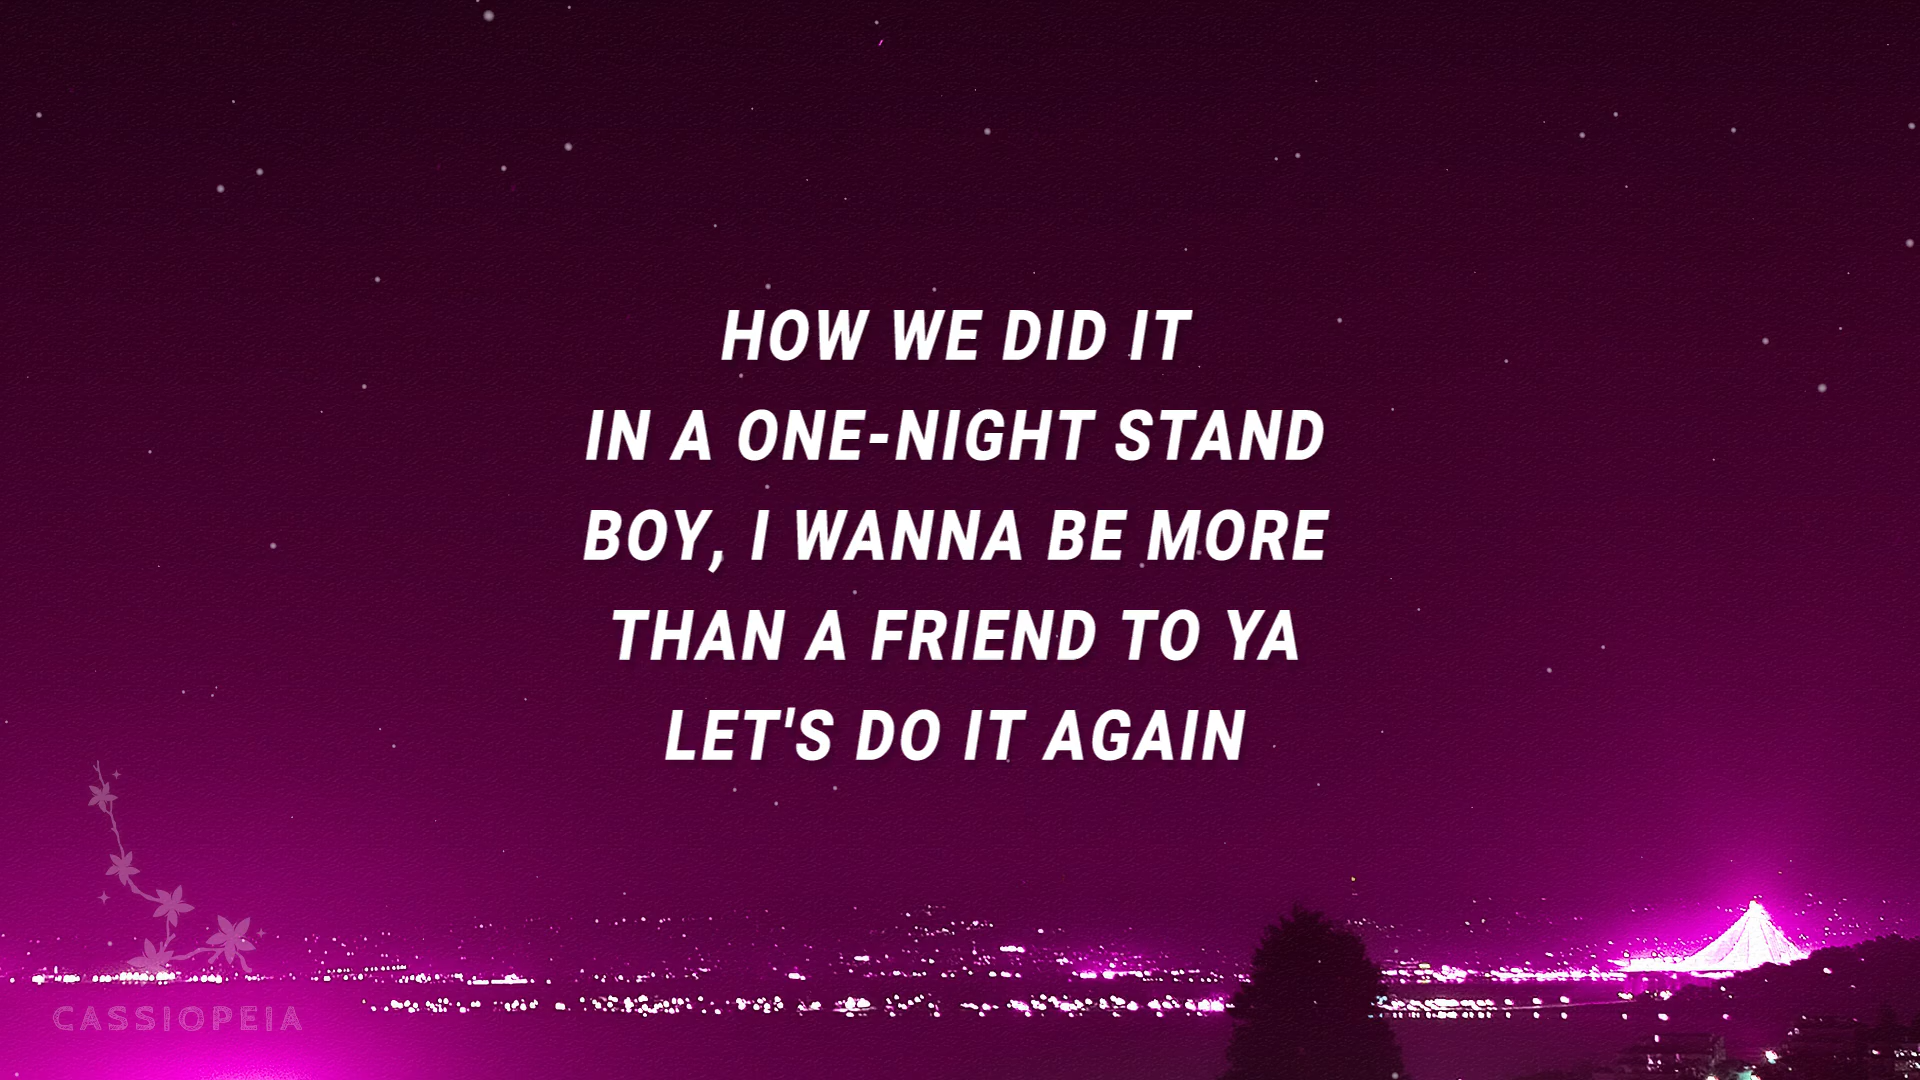 HOW WE DID IT
IN A ONE-NIGHT STAND
BOY, I WANNA BE MORE
THAN A FRIEND TO YA
LET'S DO IT AGAIN
CASSIOPEIA